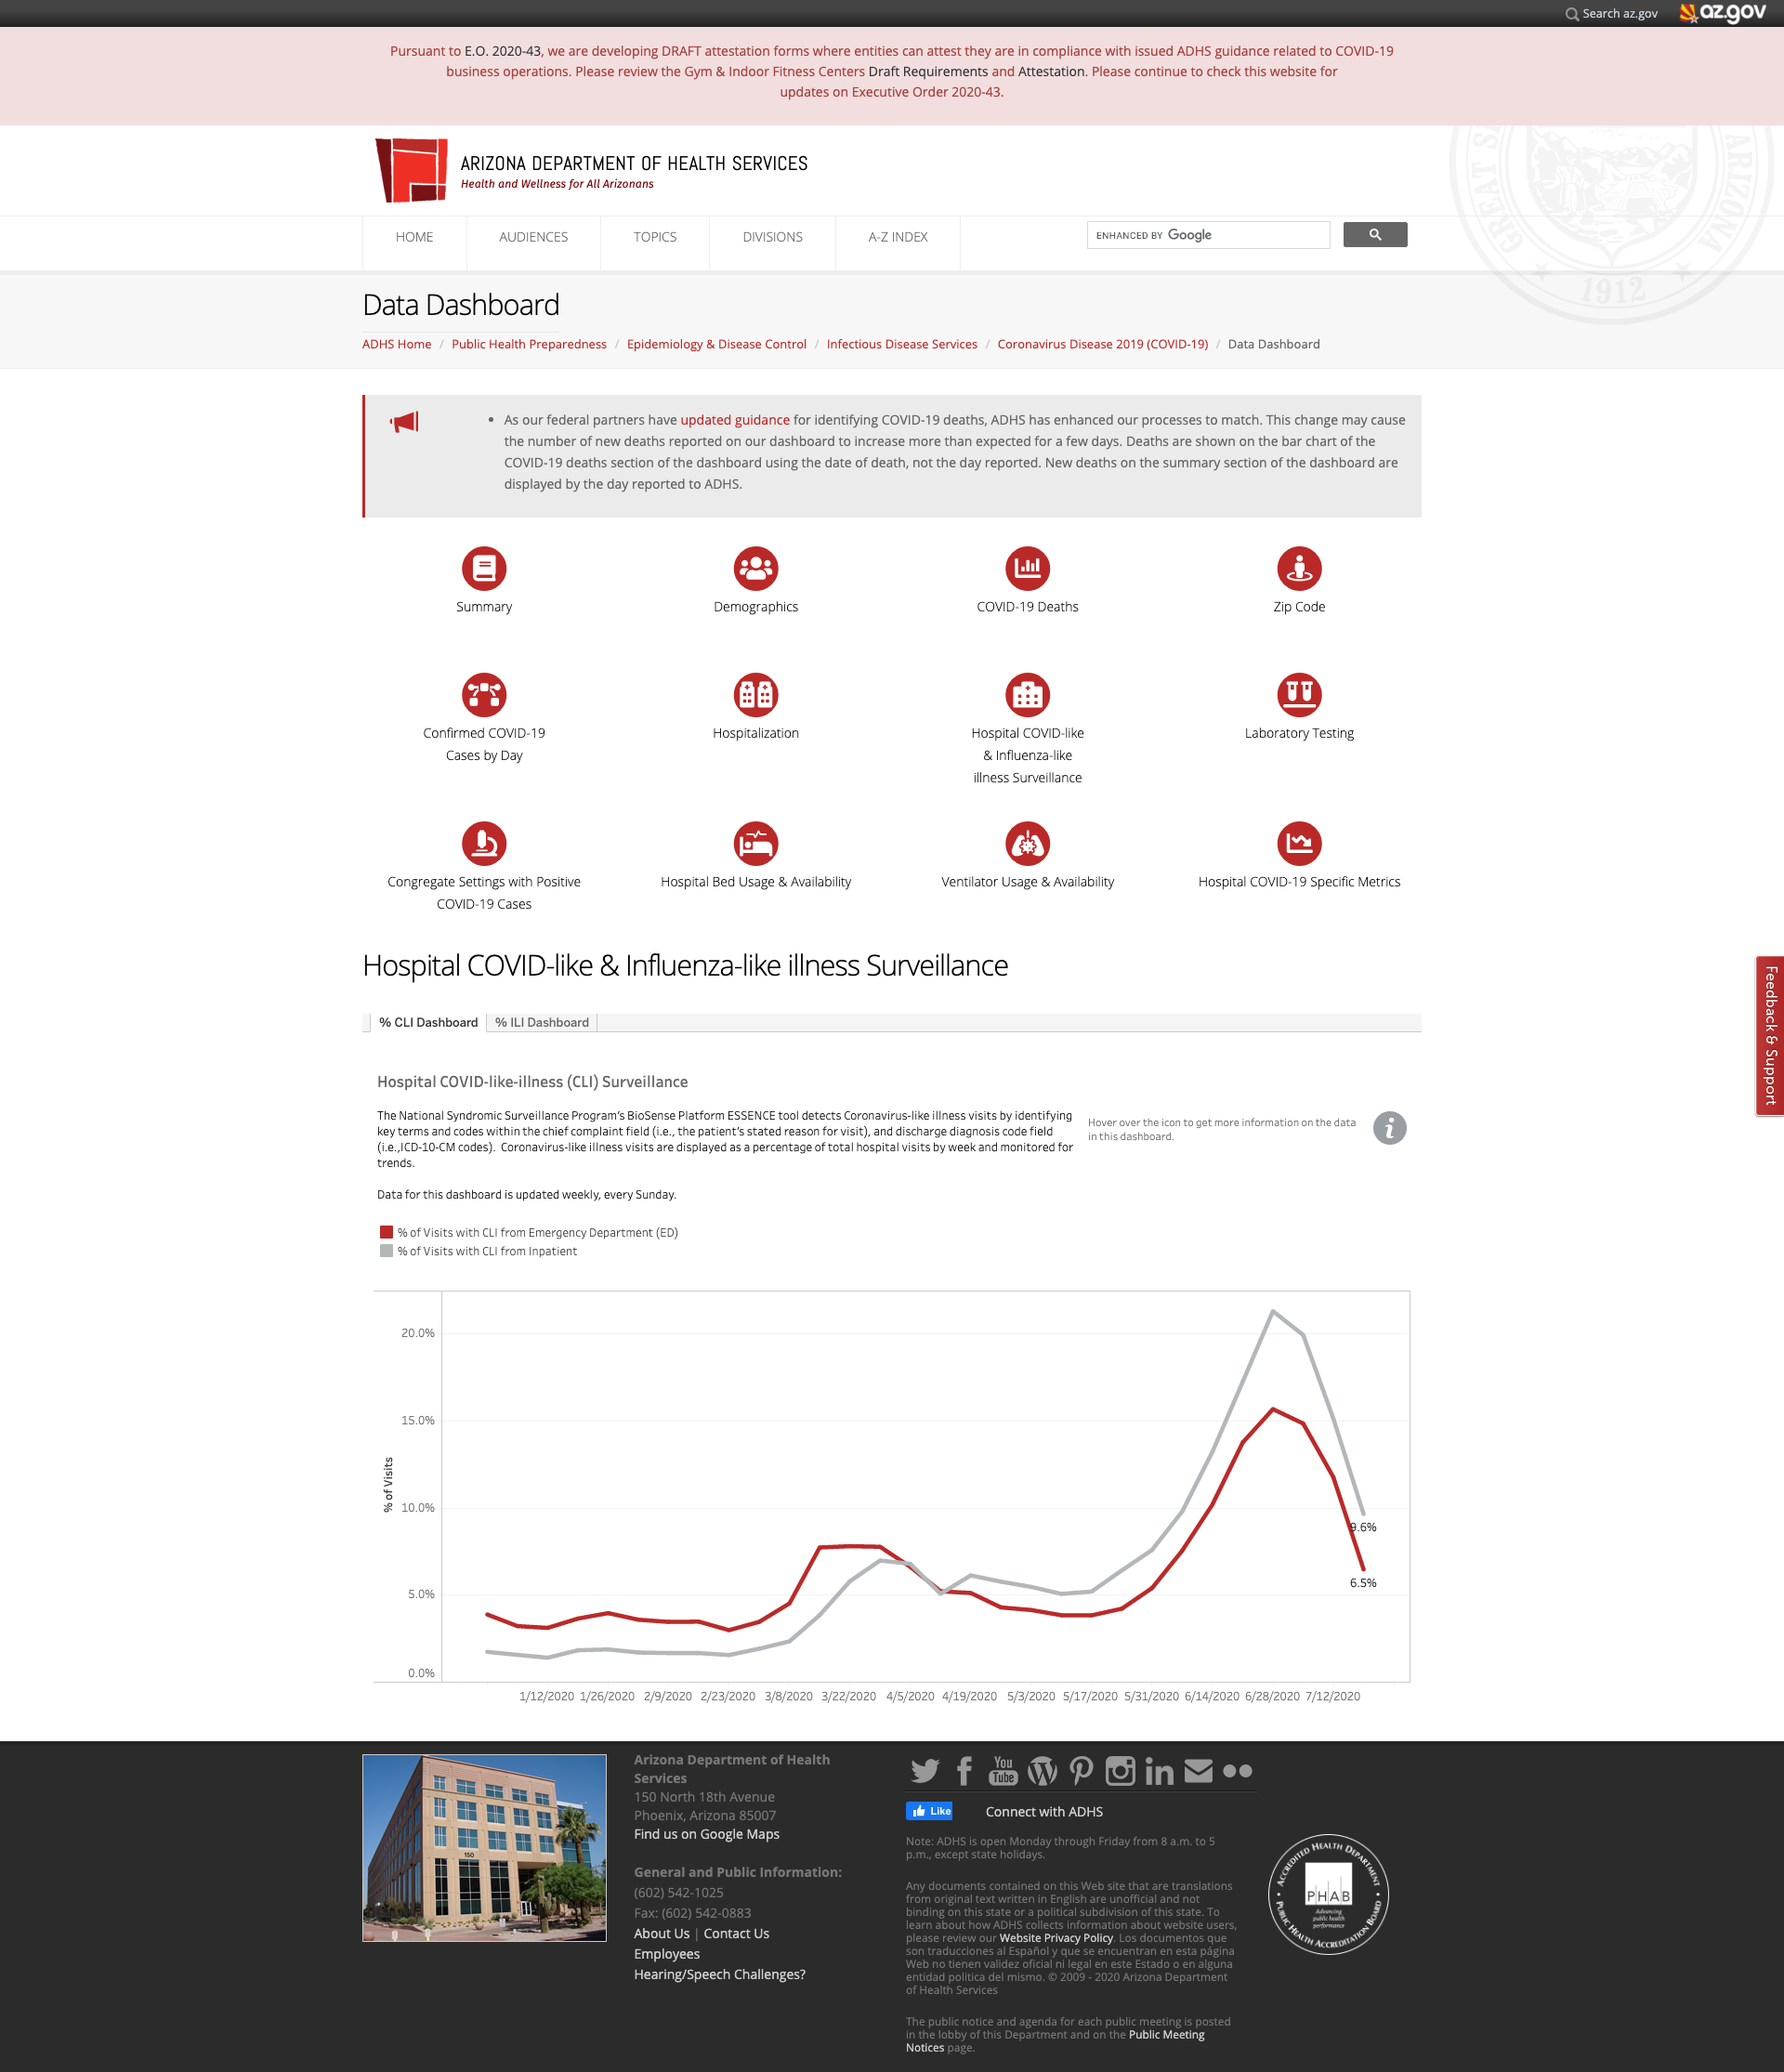 Search az.gov
az.gov
Pursuant to E.O. 2020-43, we are developing DRAFT attestation forms where entities can attest they are in compliance with issued ADHS guidance related to COVID-19
business operations. Please review the Gym & Indoor Fitness Centers Draft Requirements and Attestation. Please continue to check this website for
updates on Executive Order 2020-43.
ARIZONA DEPARTMENT OF HEALTH SERVICES
Health and Wellness for All Arizonans
GREAT
ARIZONA
1912
HOME
AUDIENCES
TOPICS
DIVISIONS
A-Z INDEX
ENHANCED BY Google
Data Dashboard
ADHS Home / Public Health Preparedness / Epidemiology & Disease Control / Infectious Disease Services / Coronavirus Disease 2019 (COVID-19) / Data Dashboard
• As our federal partners have updated guidance for identifying COVID-19 deaths, ADHS has enhanced our processes to match. This change may cause
the number of new deaths reported on our dashboard to increase more than expected for a few days. Deaths are shown on the bar chart of the
COVID-19 deaths section of the dashboard using the date of death, not the day reported. New deaths on the summary section of the dashboard are
displayed by the day reported to ADHS.
Summary
Demographics
COVID-19 Deaths
Zip Code
Confirmed COVID-19
Cases by Day
Hospitalization
Hospital COVID-like
& Influenza-like
illness Surveillance
Laboratory Testing
Congregate Settings with Positive
COVID-19 Cases
Hospital Bed Usage & Availability
Ventilator Usage & Availability
Hospital COVID-19 Specific Metrics
Hospital COVID-like & Influenza-like illness Surveillance
Feedback & Support
% CLI Dashboard
% ILI Dashboard
Hospital COVID-like-illness (CLI) Surveillance
The National Syndromic Surveillance Program's BioSense Platform ESSENCE tool detects Coronavirus-like illness visits by identifying
key terms and codes within the chief complaint field (i.e., the patient's stated reason for visit), and discharge diagnosis code field
(i.e.,ICD-10-CM codes). Coronavirus-like illness visits are displayed as a percentage of total hospital visits by week and monitored for
trends.
Hover over the icon to get more information on the data
in this dashboard.
i
Data for this dashboard is updated weekly, every Sunday.
% of Visits with CLI from Emergency Department (ED)
% of Visits with CLI from Inpatient
20.0%
15.0%
10.0%
5.0%
0.0%
% of Visits
9.6%
6.5%
1/12/2020 1/26/2020 2/9/2020 2/23/2020 3/8/2020 3/22/2020 4/5/2020 4/19/2020 5/3/2020 5/17/2020 5/31/2020 6/14/2020 6/28/2020 7/12/2020
150
Arizona Department of Health
Services
150 North 18th Avenue
Phoenix, Arizona 85007
Find us on Google Maps
General and Public Information:
(602) 542-1025
Fax: (602) 542-0883
About Us | Contact Us
Employees
Hearing/Speech Challenges?
You
Tube
Like
Connect with ADHS
Note: ADHS is open Monday through Friday from 8 a.m. to 5
p.m., except state holidays.
Any documents contained on this Web site that are translations
from original text written in English are unofficial and not
binding on this state or a political subdivision of this state. To
learn about how ADHS collects information about website users,
please review our Website Privacy Policy. Los documentos que
son traducciones al Español y que se encuentran en esta página
Web no tienen validez oficial ni legal en este Estado o en alguna
entidad politica del mismo. © 2009 - 2020 Arizona Department
of Health Services
The public notice and agenda for each public meeting is posted
in the lobby of this Department and on the Public Meeting
Notices page.
ACCREDITED HEALTH DEPARTMENT
PHAB
Advancing
public health
performance
PUBLIC HEALTH ACCREDITATION BOARD